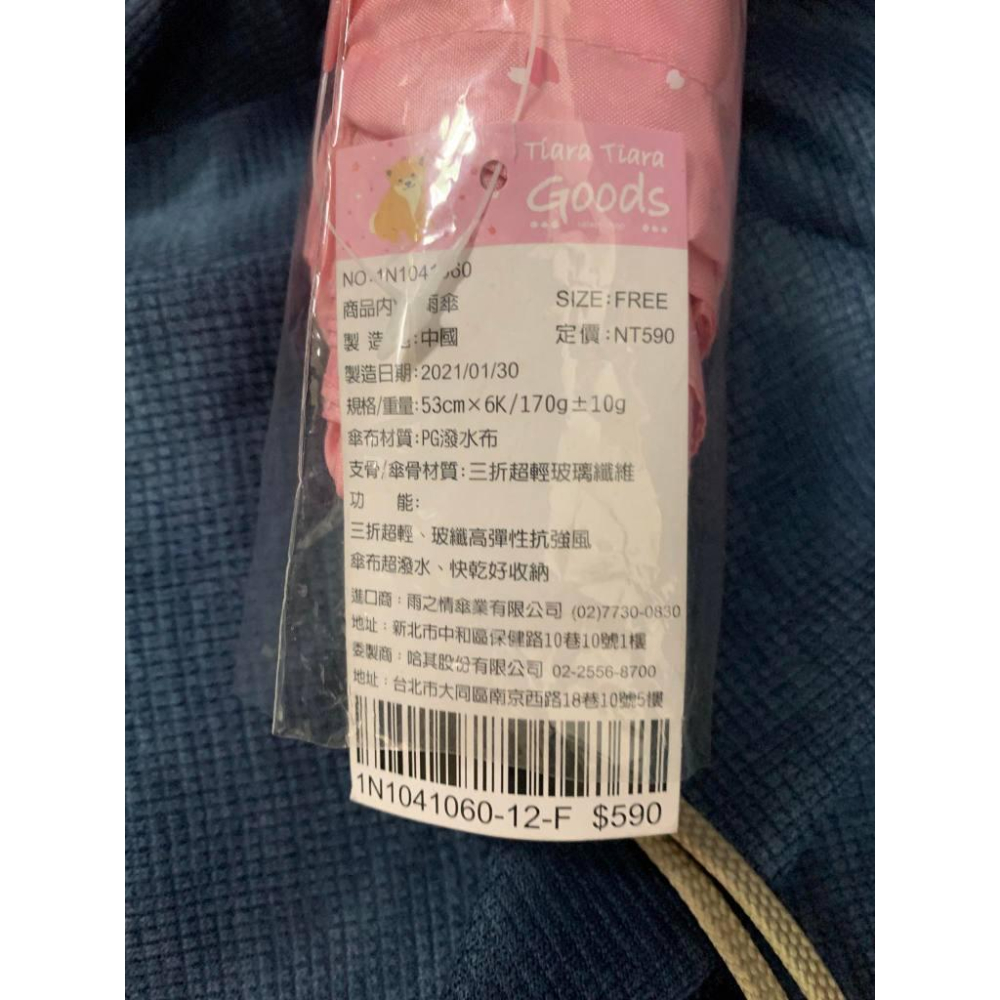 Tiara Tiara
Goods
NO.:1N1041060
商品內 雨傘 SIZE:FREE
製造 :中國 定價:NT590
製造日期:2021/01/30
規格/重量:53cm×6K/170g±10g
傘布材質:PG潑水布
支骨/傘骨材質:三折超輕玻璃纖維
功 能:
三折超輕、玻纖高彈性抗強風
傘布超潑水、快乾好收納
進口商:雨之情傘業有限公司 (02)7730-0830
地址:新北市中和區保健路10巷10號1樓
委製商:哈其股份有限公司 02-2556-8700
地址:台北市大同區南京西路18巷10號5樓
1N1041060-12-F $590